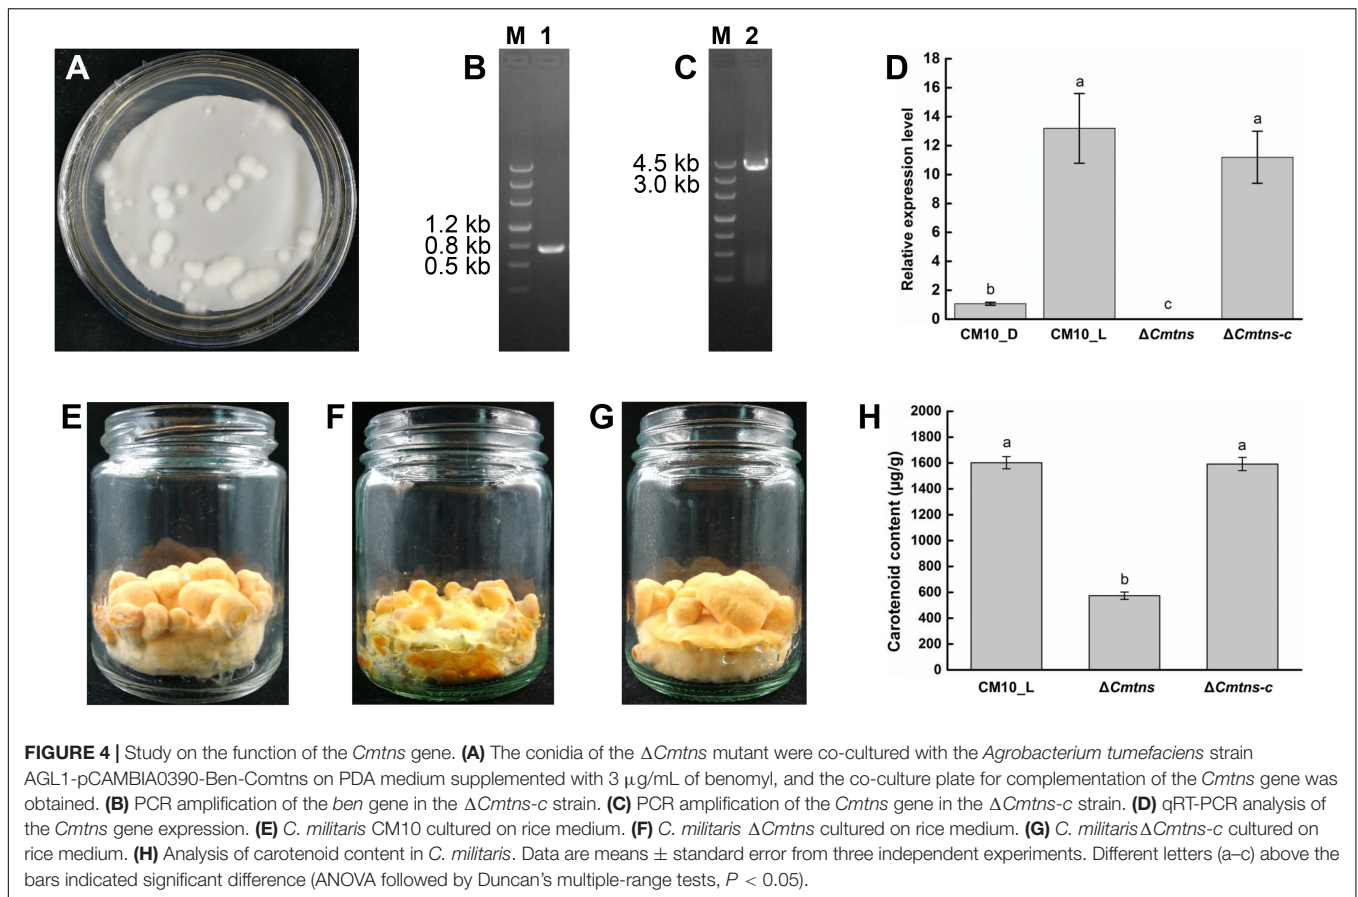 A
B
M 1
1.2 kb
0.8 kb
0.5 kb
C
M 2
4.5 kb
3.0 kb
D
Relative expression level
18
16
14
12
10
8
6
4
2
0
b
a
c
a
CM10_D CM10_L ΔCmtns ΔCmtns-c
E
F
G
H
Carotenoid content (µg/g)
2000
1800
1600
1400
1200
1000
800
600
400
200
0
a
b
a
CM10_L ΔCmtns ΔCmtns-c
FIGURE 4 | Study on the function of the Cmtns gene. (A) The conidia of the ΔCmtns mutant were co-cultured with the Agrobacterium tumefaciens strain
AGL1-pCAMBIA0390-Ben-Comtns on PDA medium supplemented with 3 µg/mL of benomyl, and the co-culture plate for complementation of the Cmtns gene was
obtained. (B) PCR amplification of the ben gene in the ΔCmtns-c strain. (C) PCR amplification of the Cmtns gene in the ΔCmtns-c strain. (D) qRT-PCR analysis of
the Cmtns gene expression. (E) C. militaris CM10 cultured on rice medium. (F) C. militaris ΔCmtns cultured on rice medium. (G) C. militarisΔCmtns-c cultured on
rice medium. (H) Analysis of carotenoid content in C. militaris. Data are means ± standard error from three independent experiments. Different letters (a–c) above the
bars indicated significant difference (ANOVA followed by Duncan's multiple-range tests, P < 0.05).